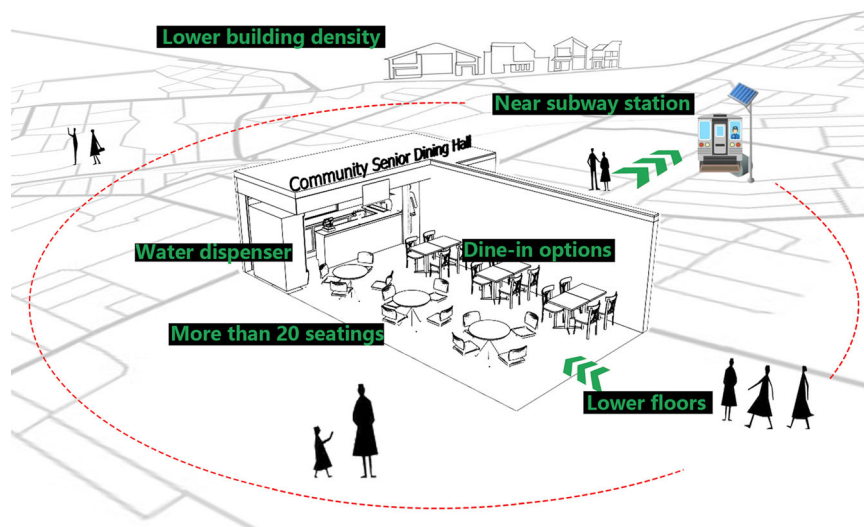 Lower building density
Near subway station
Community Senior Dining Hall
Water dispenser
Dine-in options
More than 20 seatings
Lower floors